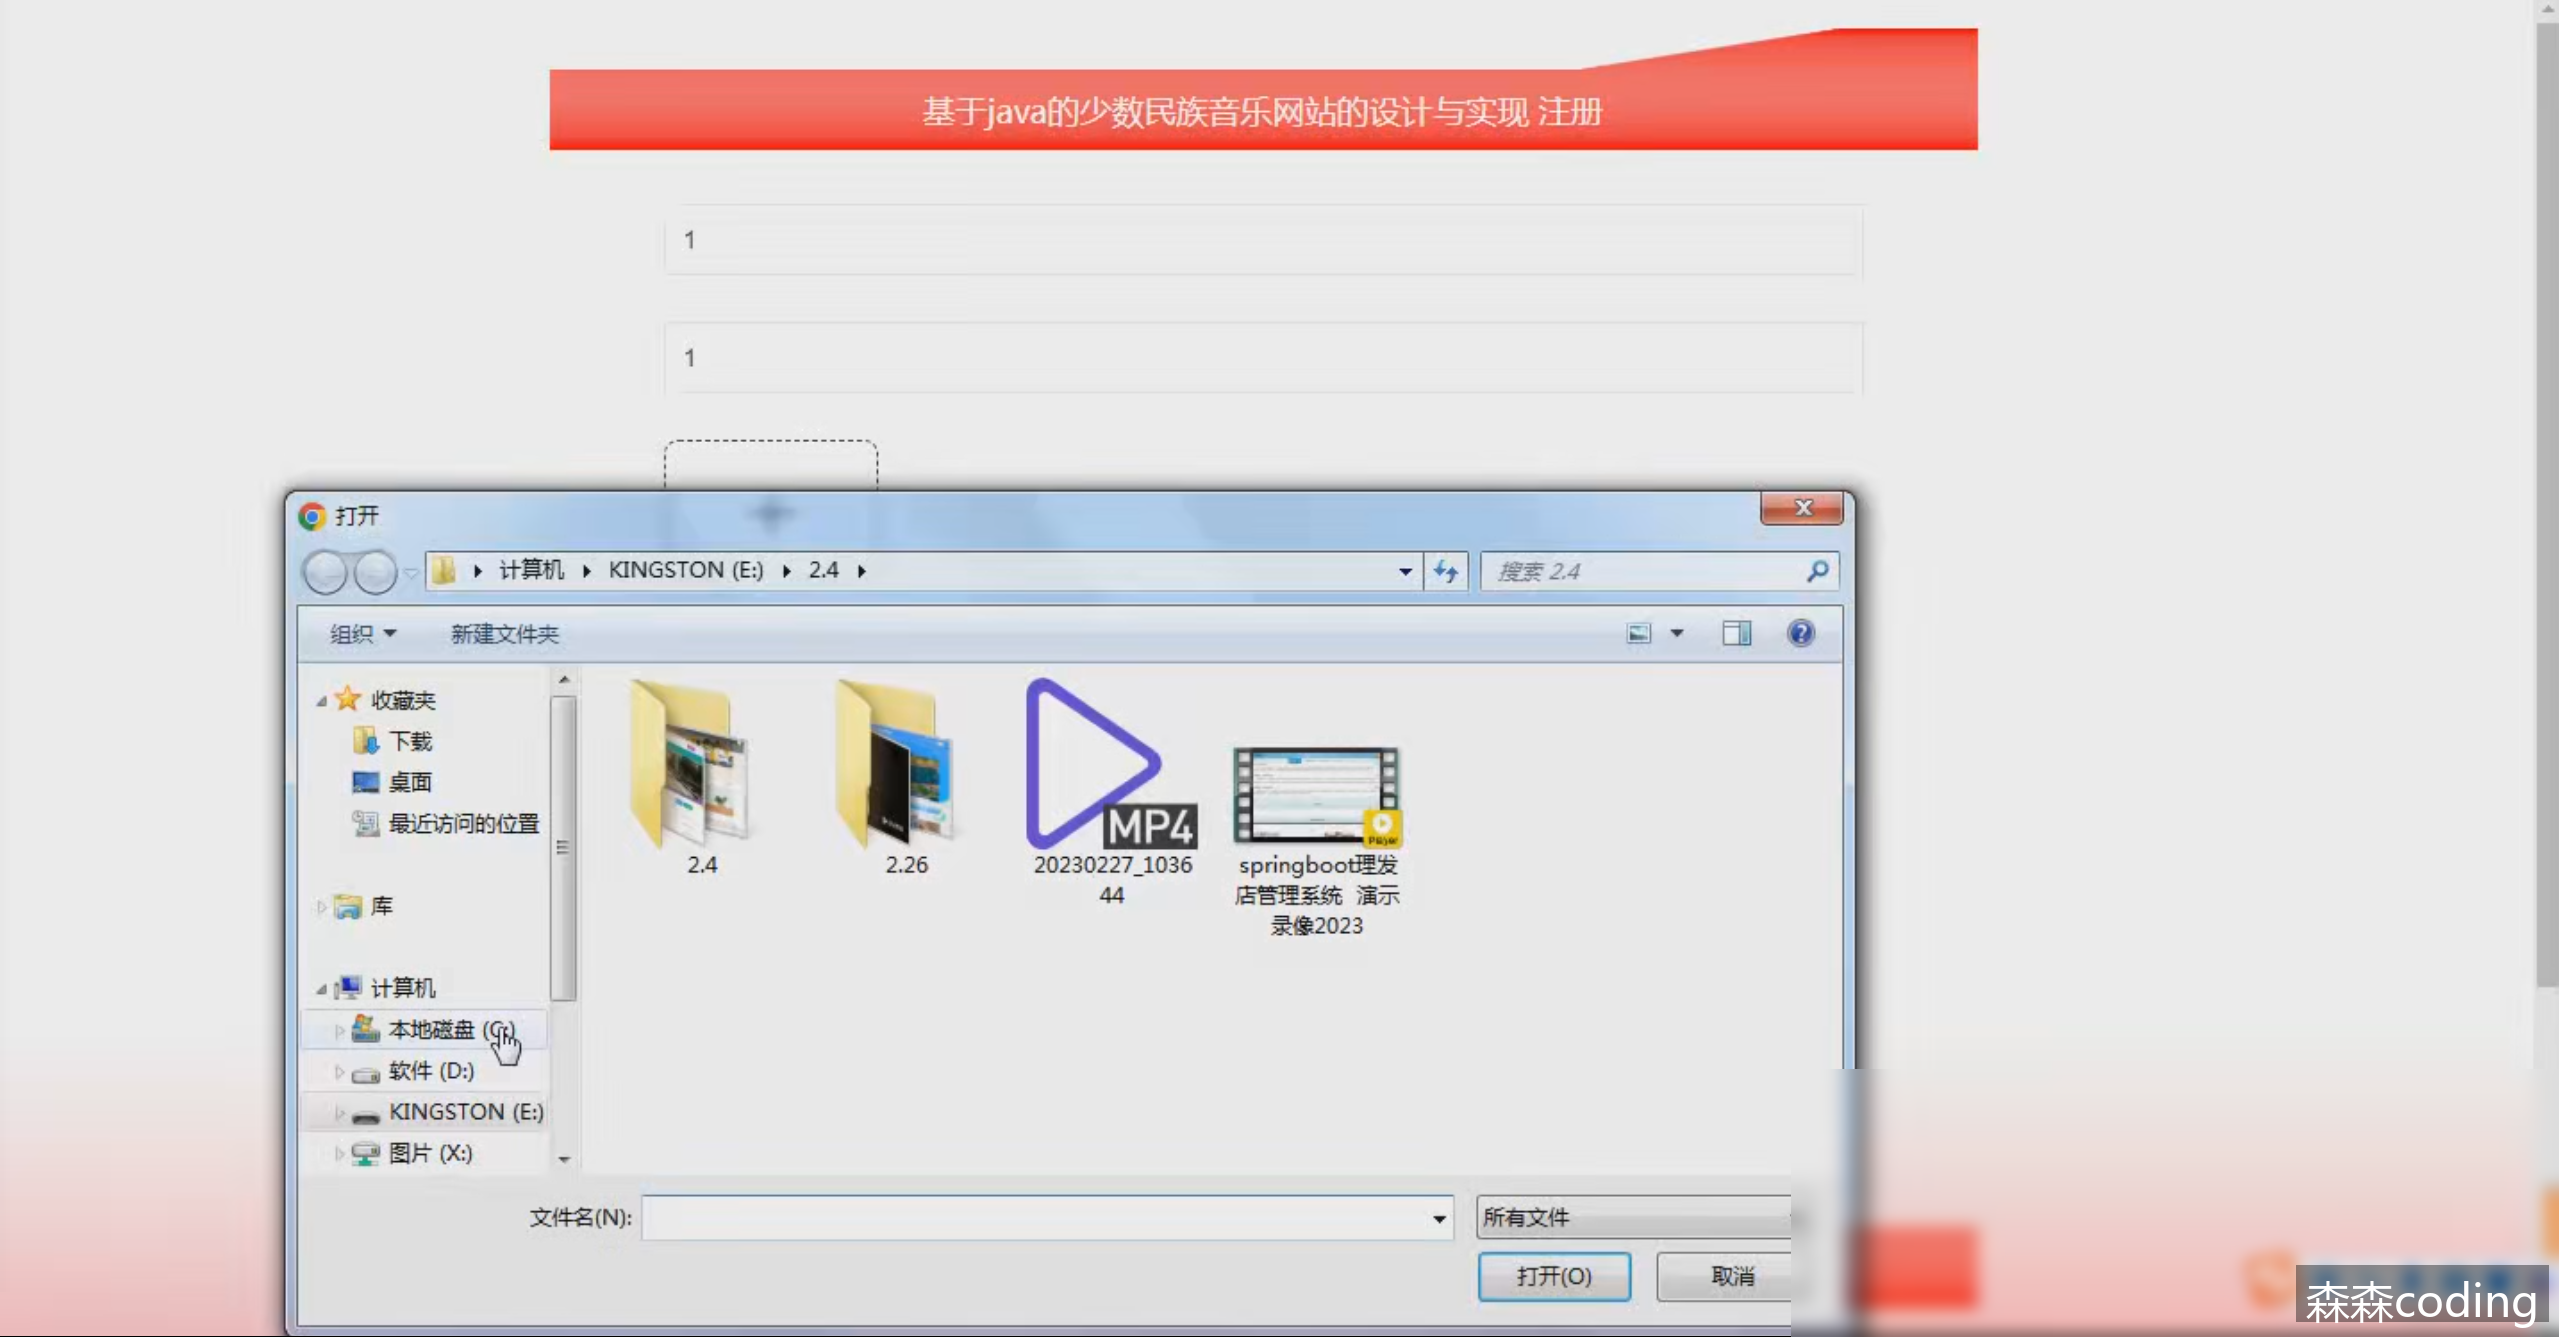 基于java的少数民族音乐网站的设计与实现 注册
1
1
打开
计算机 KINGSTON (E:) 2.4
搜索 2.4
组织
新建文件夹
收藏夹
下载
桌面
最近访问的位置
库
计算机
本地磁盘 (C:)
软件 (D:)
KINGSTON (E:)
图片 (X:)
2.4
2.26
MP4
20230227_1036
44
Player
springboot理发
店管理系统 演示
录像2023
文件名(N):
所有文件
打开(O)
取消
森森coding